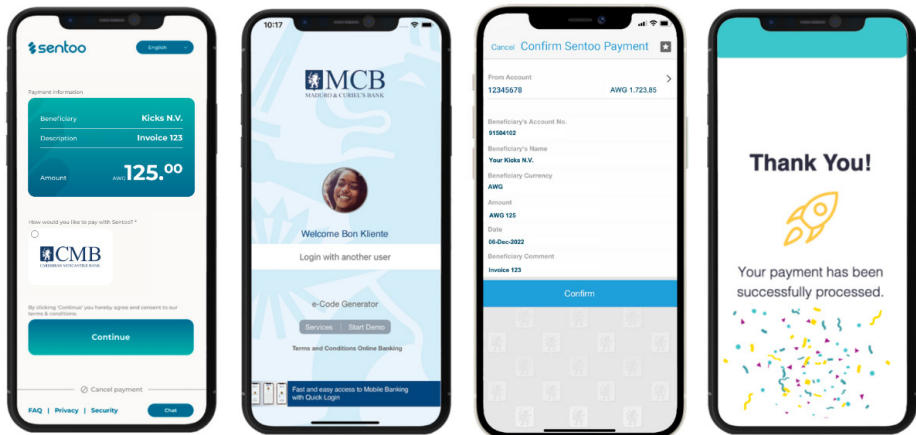 sentoo
English
Payment information
Beneficiary Kicks N.V.
Description Invoice 123
Amount AWG 125.00
How would you like to pay with Sentoo? *
CMB
CARIBBEAN MERCANTILE BANK
By clicking 'Continue' you hereby agree and consent to our
terms & conditions.
Continue
Cancel payment
FAQ | Privacy | Security Chat
10:17
MCB
MADURO & CURIEL'S BANK
Welcome Bon Kliente
Login with another user
e-Code Generator
Services | Start Demo
Terms and Conditions Online Banking
Fast and easy access to Mobile Banking
with Quick Login
Cancel Confirm Sentoo Payment
From Account
12345678 AWG 1.723,85
Beneficiary's Account No.
91504102
Beneficiary's Name
Your Kicks N.V.
Beneficiary Currency
AWG
Amount
AWG 125
Date
06-Dec-2022
Beneficiary Comment
Invoice 123
Confirm
Thank You!
Your payment has been
successfully processed.